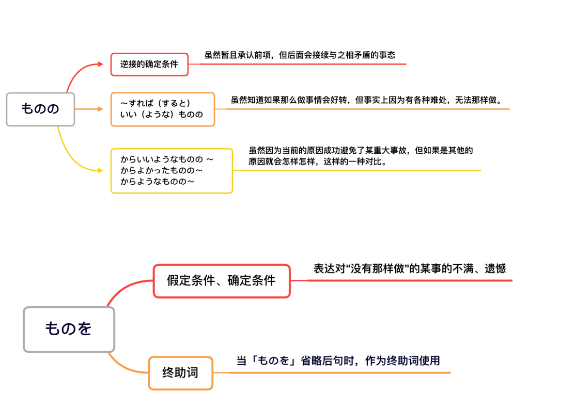 ものの
逆接的确定条件
虽然暂且承认前项，但后面会接续与之相矛盾的事态
～すれば（すると）
いい（ような）ものの
虽然知道如果那么做事情会好转，但事实上因为有各种难处，无法那样做。
からいいようなものの ～
からよかったものの～
からようなものの～
虽然因为当前的原因成功避免了某重大事故，但如果是其他的
原因就会怎样怎样，这样的一种对比。
ものを
假定条件、确定条件
表达对“没有那样做”的某事的不满、遗憾
终助词
当「ものを」省略后句时，作为终助词使用